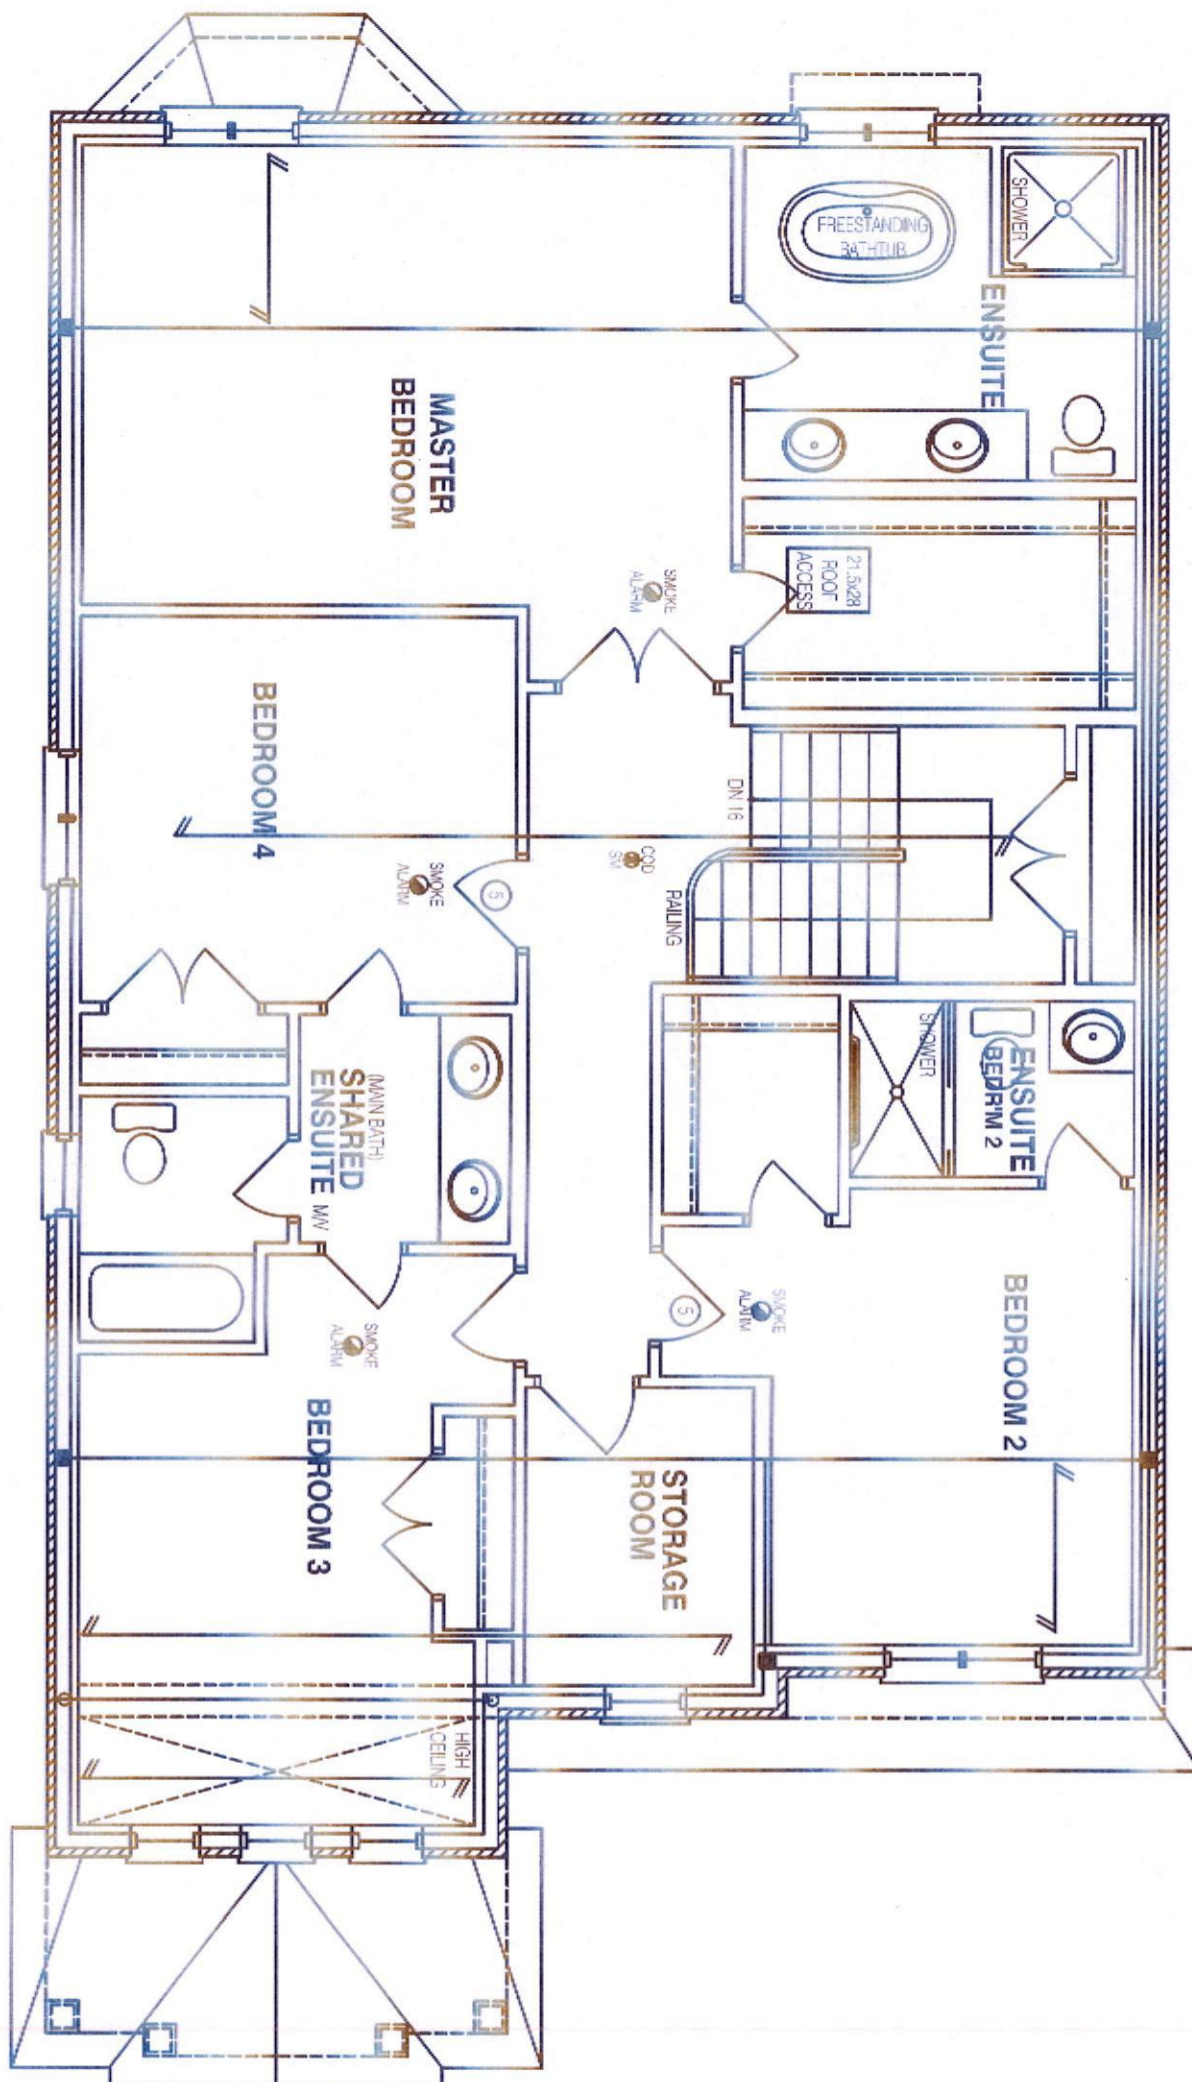 SHOWER
FREESTANDING
BATHTUB
ENSUITE
MASTER
BEDROOM
21.5x28
ROOF
ACCESS
SMOKE
ALARM
BEDROOM 4
DN 16
COD
SM
RAILING
SMOKE
ALARM
5
SHOWER
ENSUITE
BEDR'M 2
(MAIN BATH)
SHARED
ENSUITE M/V
BEDROOM 2
SMOKE
ALARM
5
SMOKE
ALARM
BEDROOM 3
STORAGE
ROOM
HIGH
CEILING